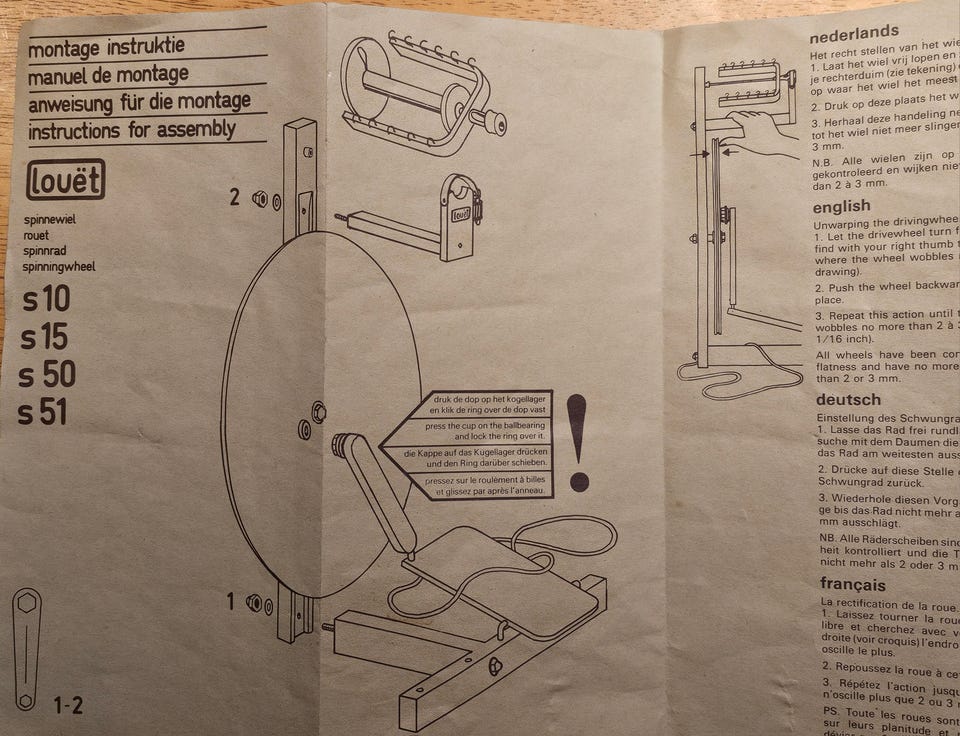 montage instruktie
manuel de montage
anweisung für die montage
instructions for assembly
louët
spinnewiel
rouet
spinnrad
spinningwheel
s 10
s 15
s 50
s 51
2
louët
druk de dop op het kogellager
en klik de ring over de dop vast
press the cup on the ballbearing
and lock the ring over it.
die Kappe auf das Kugellager drücken
und den Ring darüber schieben.
pressez sur le roulèment à billes
et glissez par après l'anneau.
!
1
1-2
nederlands
Het recht stellen van het
1. Laat het wiel vrij lopen en
je rechterduim (zie tekening)
op waar het wiel het meest
2. Druk op deze plaats het
3. Herhaal deze handeling
tot het wiel niet meer
3 mm.
N.B. Alle wielen zijn op
gekontroleerd en wijken
dan 2 à 3 mm.
english
Unwarping the
1. Let the drivewheel turn
find with your right thumb
where the wheel wobbles
drawing).
2. Push the wheel
place.
3. Repeat this action until
wobbles no more than 2 à
1/16 inch).
All wheels have been
flatness and have no more
than 2 or 3 mm.
deutsch
Einstellung des
1. Lasse das Rad frei
suche mit dem Daumen die
das Rad am weitesten
2. Drücke auf diese Stelle
Schwungrad zurück.
3. Wiederhole diesen
ge bis das Rad nicht mehr
mm ausschlägt.
NB. Alle Räderscheiben
heit kontrolliert und die
nicht mehr als 2 oder 3
français
La rectification de la roue.
1. Laissez tourner la
libre et cherchez avec
droite (voir croquis) l'endro
oscille le plus.
2. Repoussez la roue à
3. Répétez l'action
n'oscille plus que 2 ou 3
PS. Toute les roues sont
sur leurs planitude et